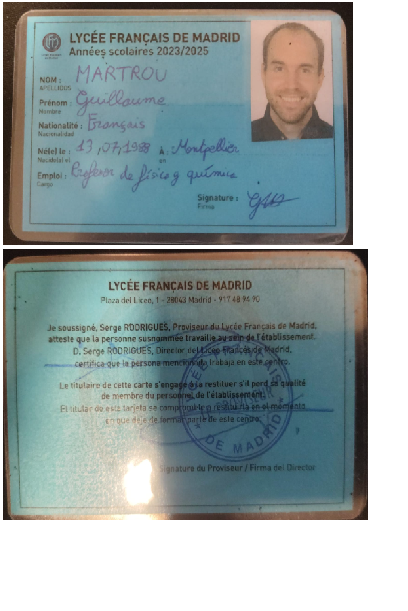 LYCÉE FRANÇAIS DE MADRID
Années scolaires 2023/2025
NOM : MARTROU
APELLIDOS
Prénom : Guillaume
Nombre
Nationalité : Français
Nacionalidad
Né(e) le : 13,07,1988 à : Montpellier
Nacido(a) el en
Emploi : Profesor de física y química
Cargo
Signature :
Firma
LYCÉE FRANÇAIS DE MADRID
Plaza del Liceo, 1 - 28043 Madrid - 917 48 94 90
Je soussigné, Serge RODRIGUES, Proviseur du Lycée Français de Madrid,
atteste que la personne susnommée travaille au sein de l'établissement.
D. Serge RODRIGUES, Director del Liceo Francés de Madrid,
certifica que la persona mencionada trabaja en este centro.
Le titulaire de cette carte s'engage à la restituer s'il perd sa qualité
de membre du personnel de l'établissement.
El titular de esta tarjeta se compromete a restituirla en el momento
en que deje de formar parte de este centro.
DE MADRID
Signature du Proviseur / Firma del Director